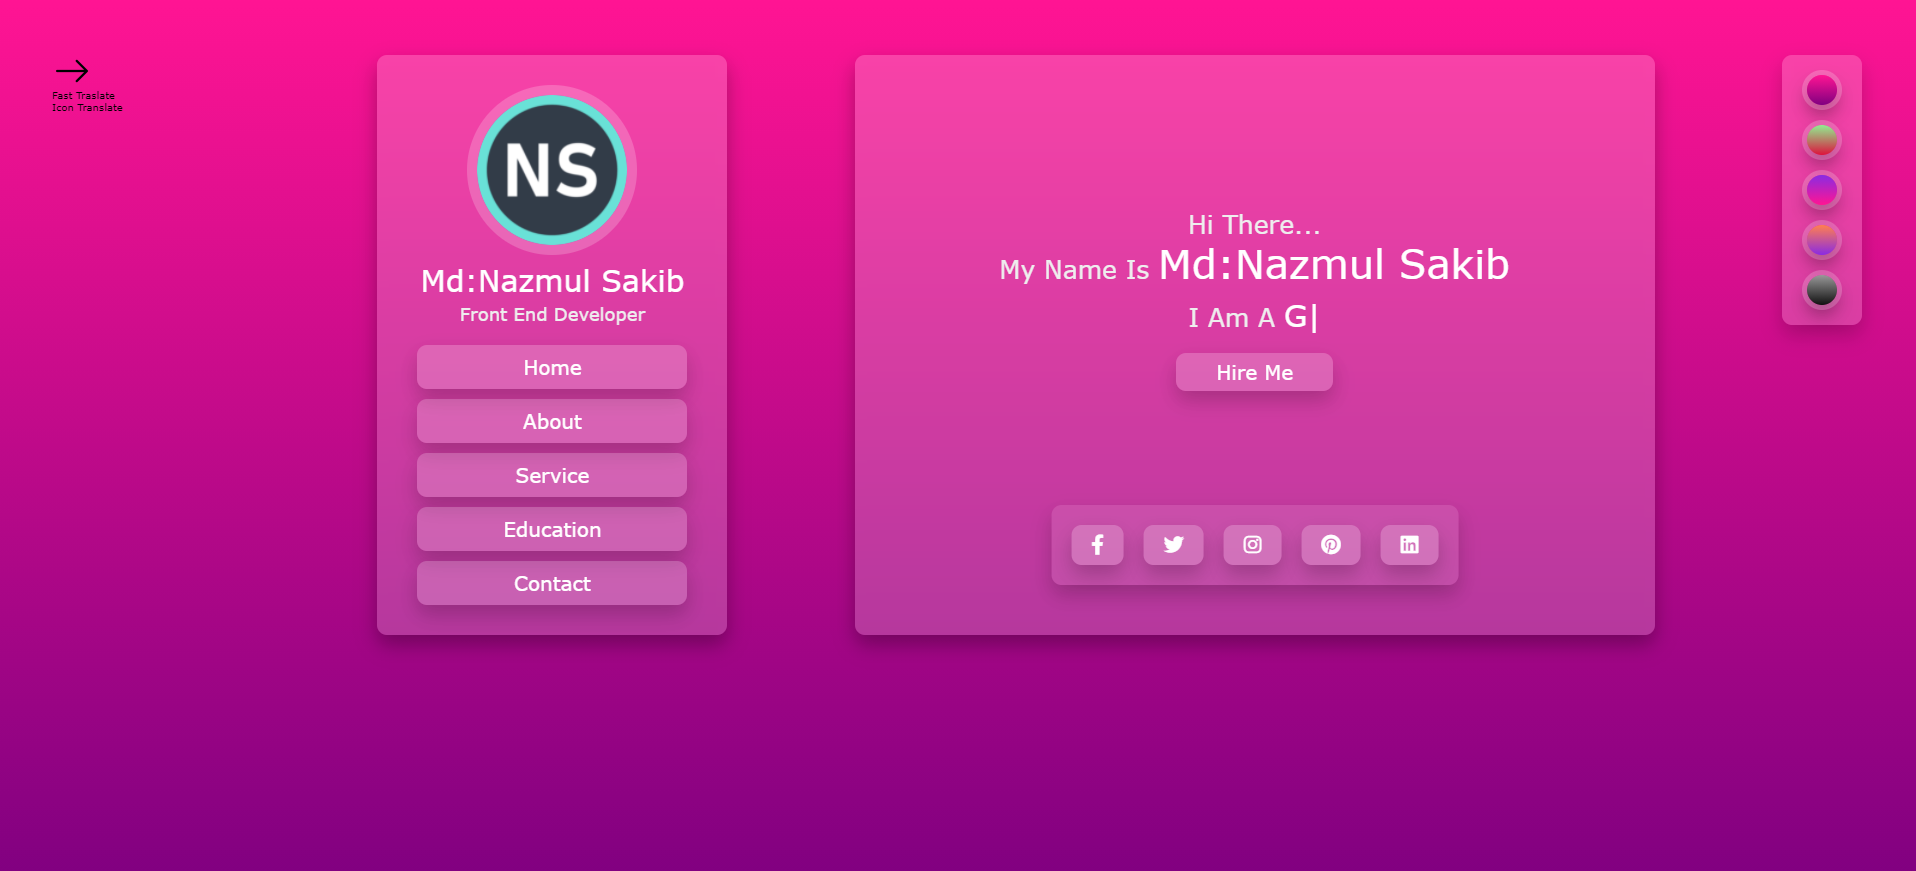 Fast Traslate
Icon Translate
NS
Md:Nazmul Sakib
Front End Developer
Home
About
Service
Education
Contact
Hi There...
My Name Is Md:Nazmul Sakib
I Am A G|
Hire Me